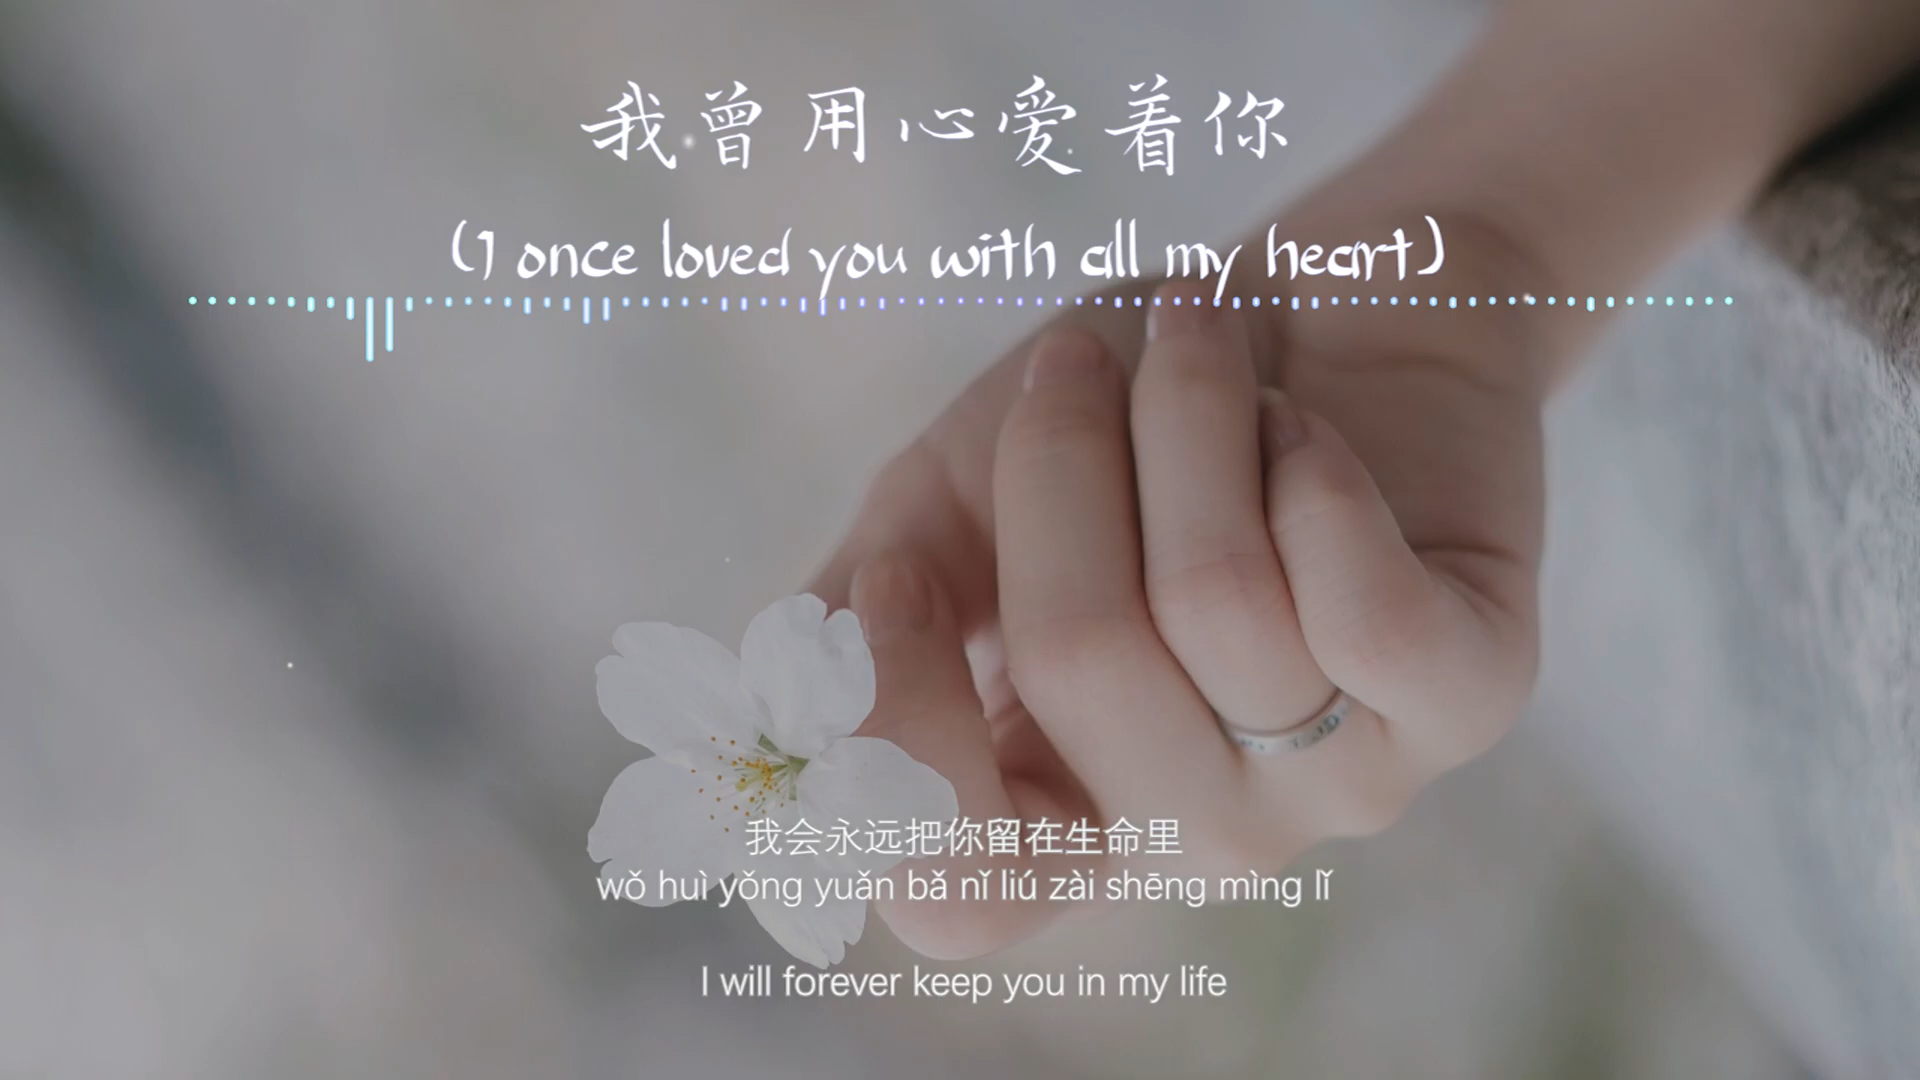 我曾用心爱着你
(I once loved you with all my heart)
我会永远把你留在生命里
wǒ huì yǒng yuǎn bǎ nǐ liú zài shēng mìng lǐ
I will forever keep you in my life